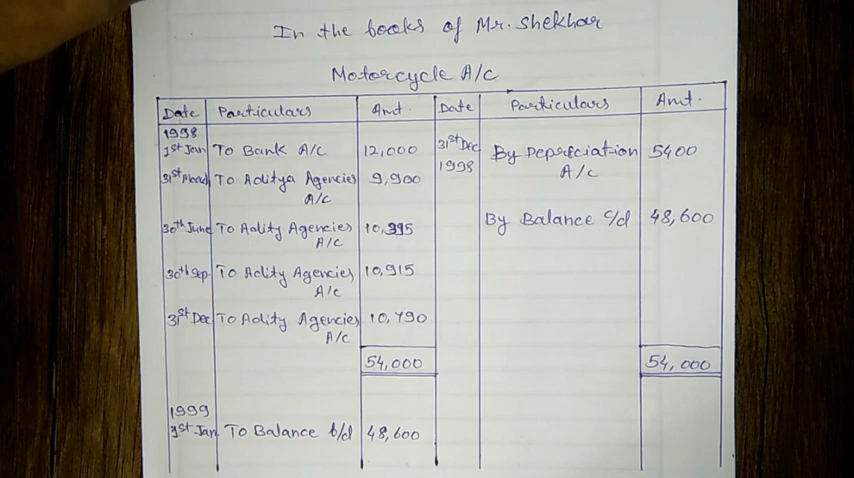 In the books of Mr. Shekhar
Motorcycle A/C
Date Particulars Amt. Date Particulars Amt.
1998
1st Jan To Bank A/C 12,000 31st Dec 1998 By Depreciation A/C 5400
31st March To Aditya Agencies A/C 9,900
By Balance c/d 48,600
30th June To Adity Agencies A/C 10,395
30th Sep To Adity Agencies A/C 10,915
31st Dec To Adity Agencies A/C 10,790
54,000 54,000
1999
1st Jan To Balance b/d 48,600